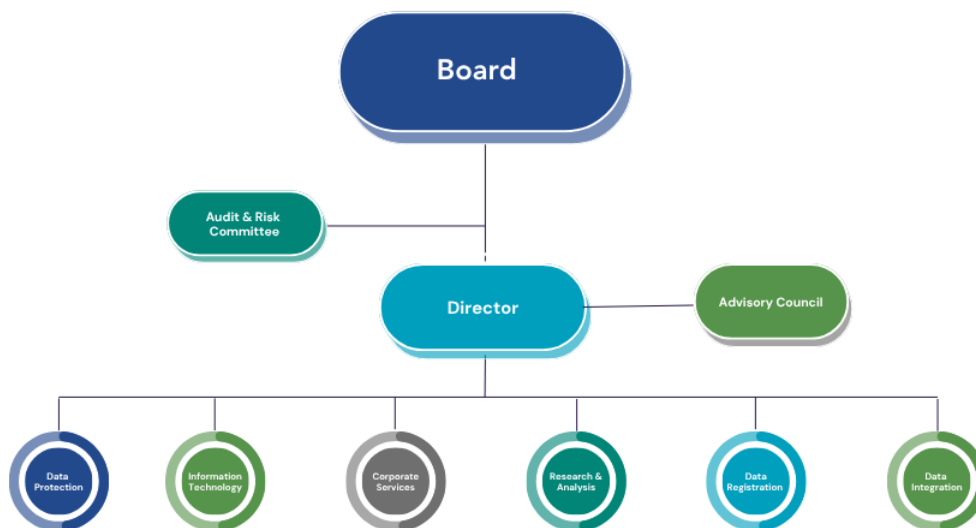 Board
Audit & Risk
Committee
Director
Advisory Council
Data
Protection
Information
Technology
Corporate
Services
Research &
Analysis
Data
Registration
Data
Integration